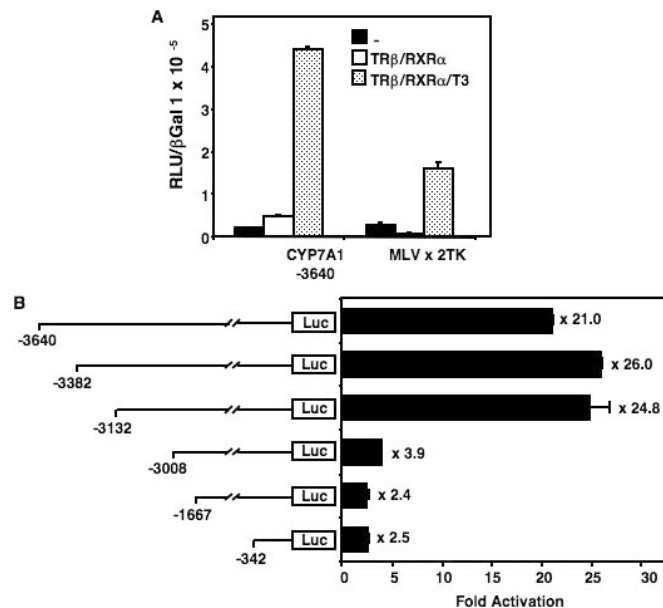 A
RLU/βGal 1 x 10 -5
5
4
3
2
1
0
-
TRβ/RXRα
TRβ/RXRα/T3
CYP7A1
-3640
MLV x 2TK
B
-3640
Luc
x 21.0
-3382
Luc
x 26.0
-3132
Luc
x 24.8
-3008
Luc
x 3.9
-1667
Luc
x 2.4
-342
Luc
x 2.5
0 5 10 15 20 25 30
Fold Activation